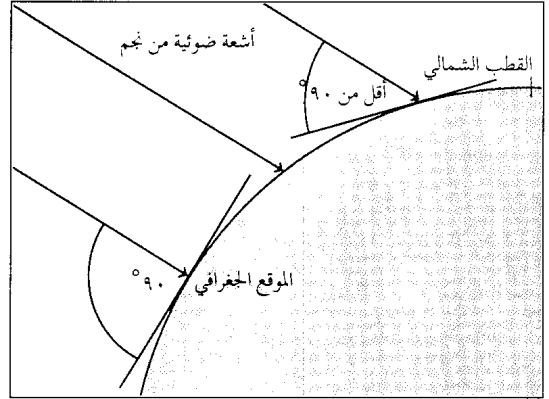 أشعة ضوئية من نجم
القطب الشمالي
أقل من ٩٠°
الموقع الجغرافي
٩٠°